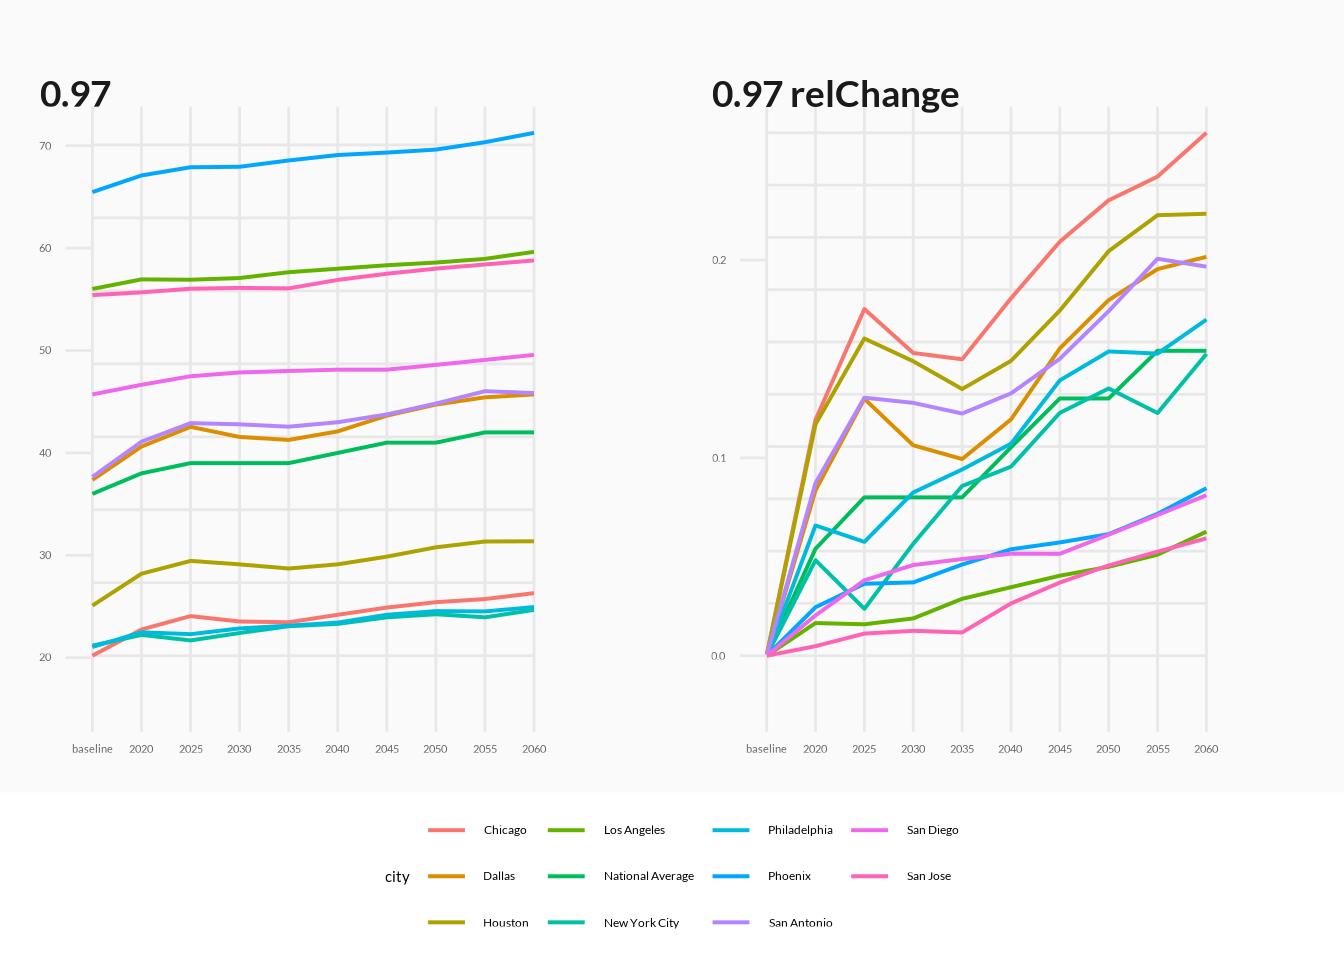 0.97
70
60
50
40
30
20
baseline 2020 2025 2030 2035 2040 2045 2050 2055 2060
0.97 relChange
0.2
0.1
0.0
baseline 2020 2025 2030 2035 2040 2045 2050 2055 2060
city
Chicago
Dallas
Houston
Los Angeles
National Average
New York City
Philadelphia
Phoenix
San Antonio
San Diego
San Jose